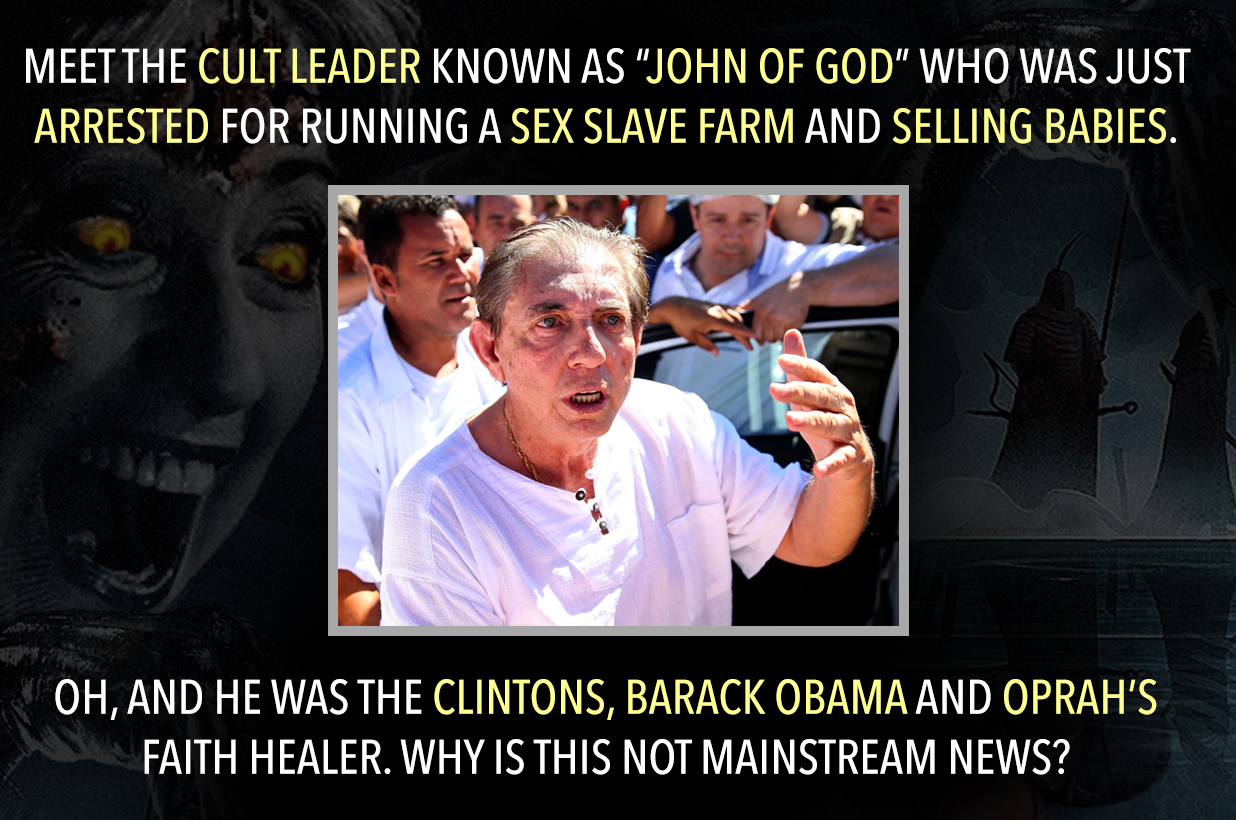 MEET THE CULT LEADER KNOWN AS “JOHN OF GOD” WHO WAS JUST
ARRESTED FOR RUNNING A SEX SLAVE FARM AND SELLING BABIES.
OH, AND HE WAS THE CLINTONS, BARACK OBAMA AND OPRAH’S
FAITH HEALER. WHY IS THIS NOT MAINSTREAM NEWS?